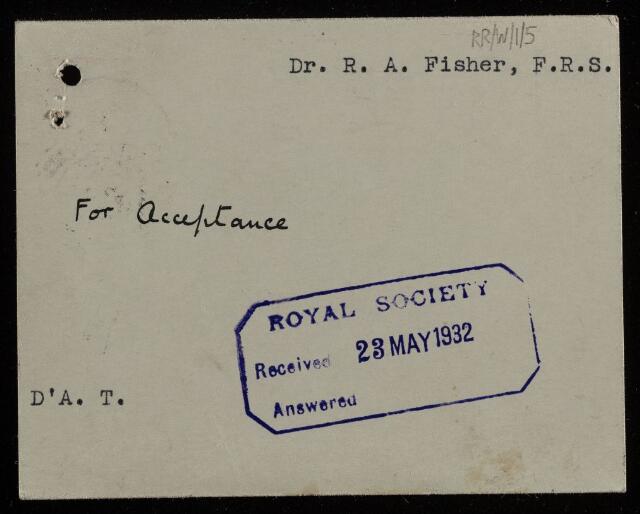 RR/W/1/5
Dr. R. A. Fisher, F.R.S.
For Acceptance
ROYAL SOCIETY
Received 23 MAY 1932
Answered
D'A. T.